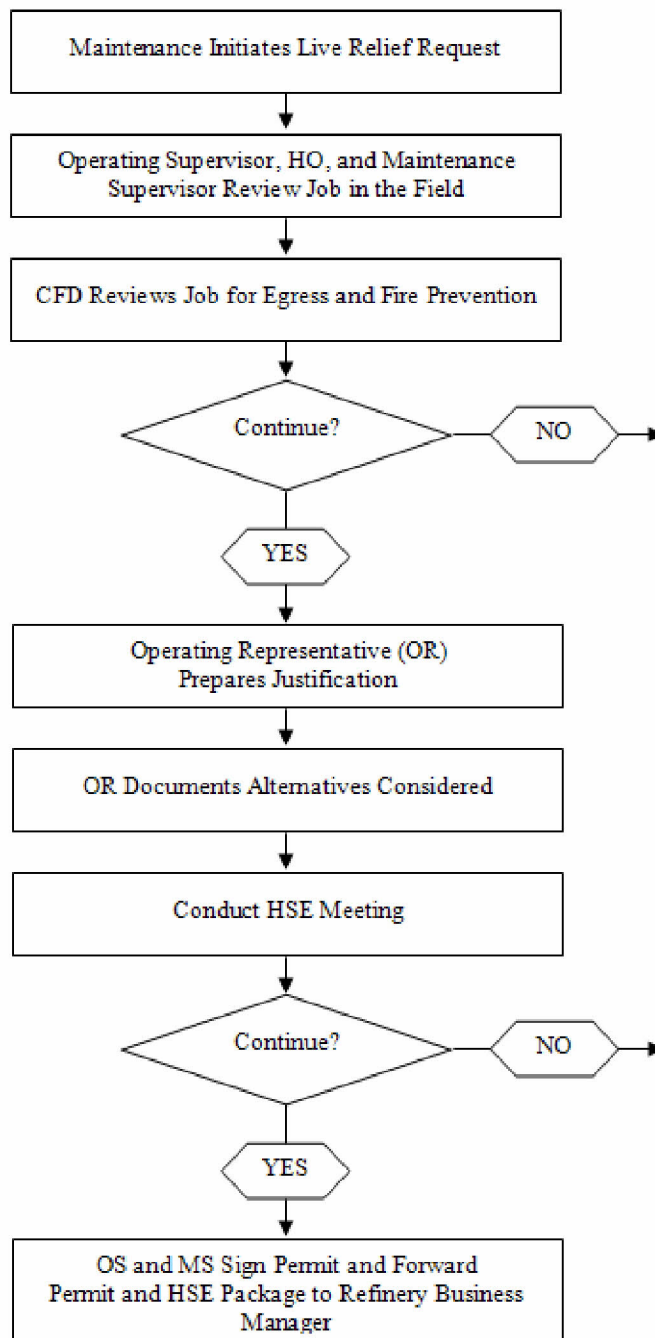 Maintenance Initiates Live Relief Request
Operating Supervisor, HO, and Maintenance
Supervisor Review Job in the Field
CFD Reviews Job for Egress and Fire Prevention
Continue?
NO
YES
Operating Representative (OR)
Prepares Justification
OR Documents Alternatives Considered
Conduct HSE Meeting
Continue?
NO
YES
OS and MS Sign Permit and Forward
Permit and HSE Package to Refinery Business
Manager